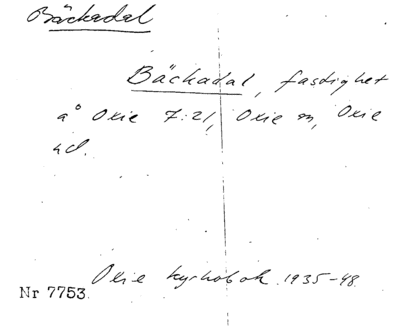 Bäckadal
Bäckadal, fastighet
å Oxie 7:21, Oxie sn, Oxie
hd.
Oxie kyrkobok 1935-48.
Nr 7753